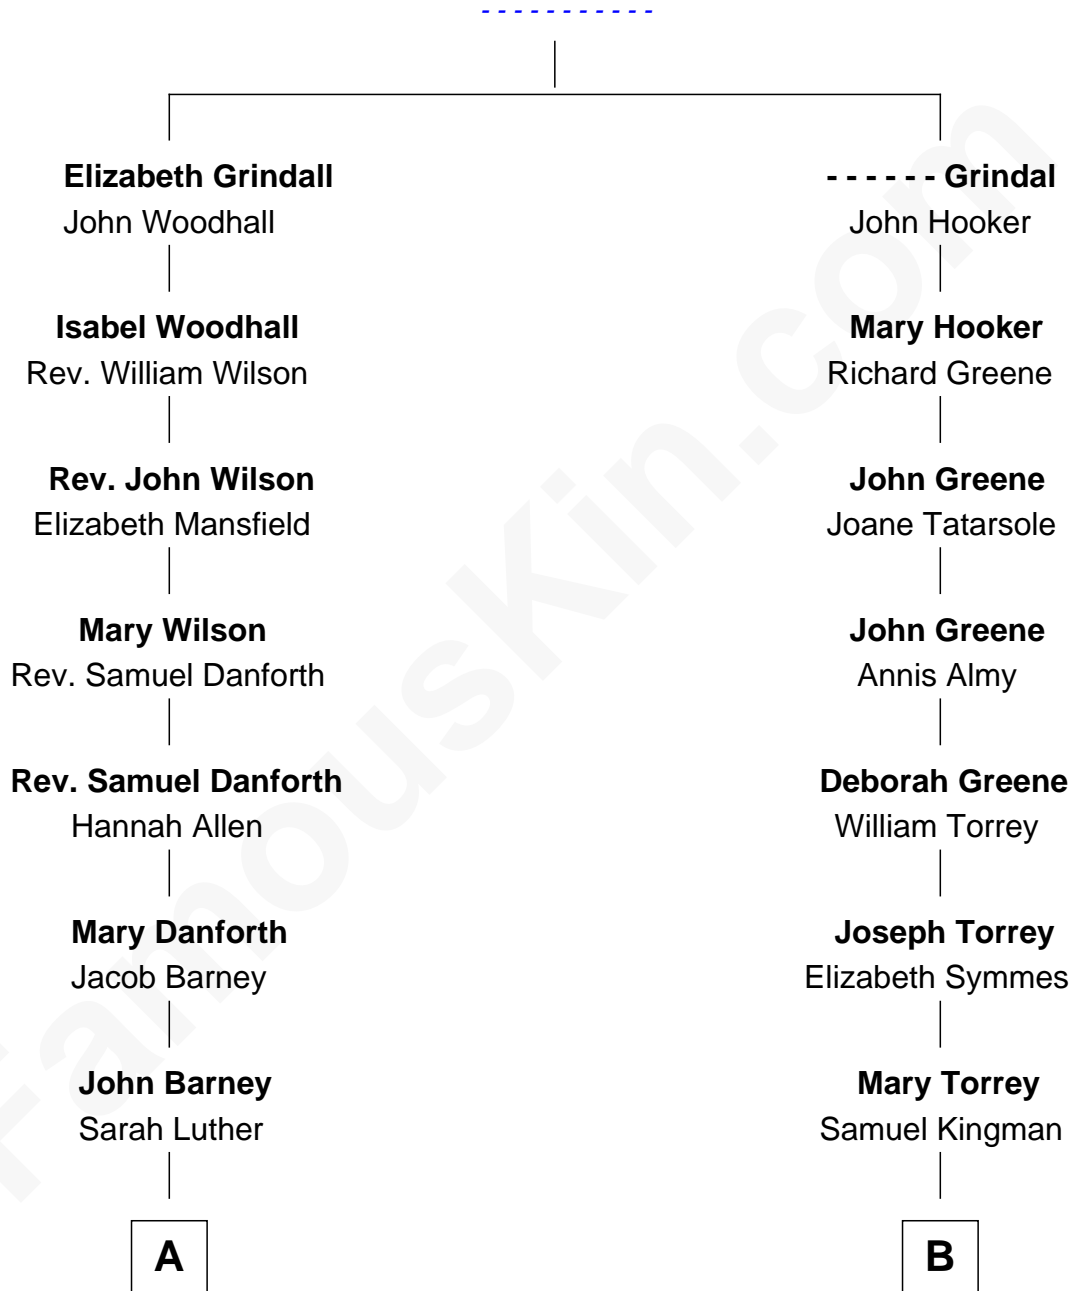 - - - - - - - - - - -
Elizabeth Grindall
John Woodhall
- - - - - - Grindal
John Hooker
Isabel Woodhall
Rev. William Wilson
Mary Hooker
Richard Greene
Rev. John Wilson
Elizabeth Mansfield
John Greene
Joane Tatarsole
Mary Wilson
Rev. Samuel Danforth
John Greene
Annis Almy
Rev. Samuel Danforth
Hannah Allen
Deborah Greene
William Torrey
Mary Danforth
Jacob Barney
Joseph Torrey
Elizabeth Symmes
John Barney
Sarah Luther
Mary Torrey
Samuel Kingman
A
B
FamousKin.com